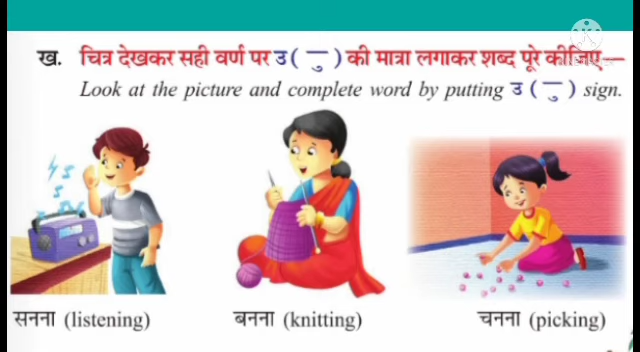 ख. चित्र देखकर सही वर्ण पर उ ( ु ) की मात्रा लगाकर शब्द पूरे कीजिए—
Look at the picture and complete word by putting उ ( ु ) sign.
सनना (listening) बनना (knitting) चनना (picking)